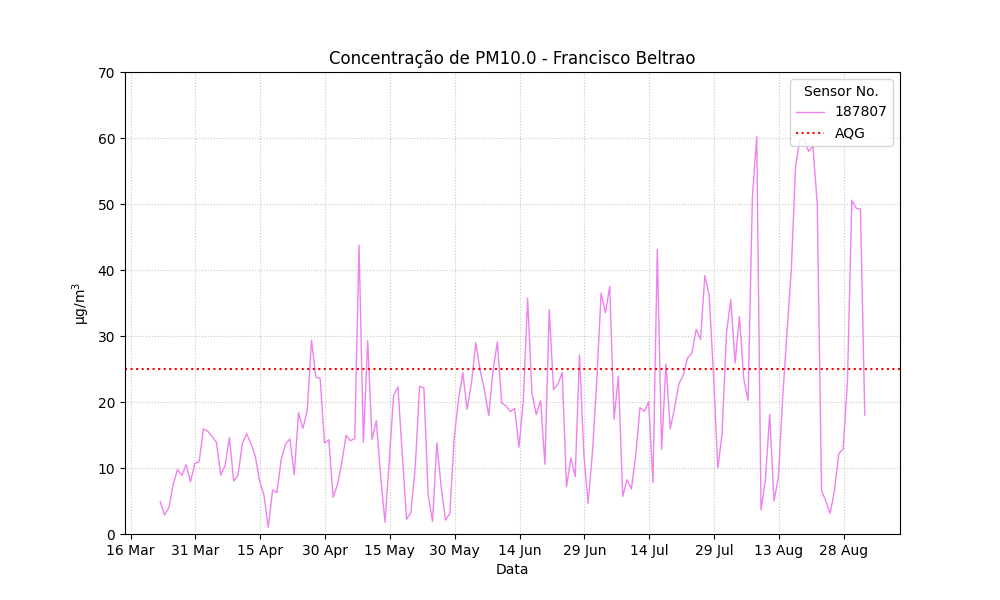 Concentração de PM10.0 - Francisco Beltrao
Sensor No.
187807
AQG
70
60
50
40
30
20
10
0
µg/m³
16 Mar 31 Mar 15 Apr 30 Apr 15 May 30 May 14 Jun 29 Jun 14 Jul 29 Jul 13 Aug 28 Aug
Data